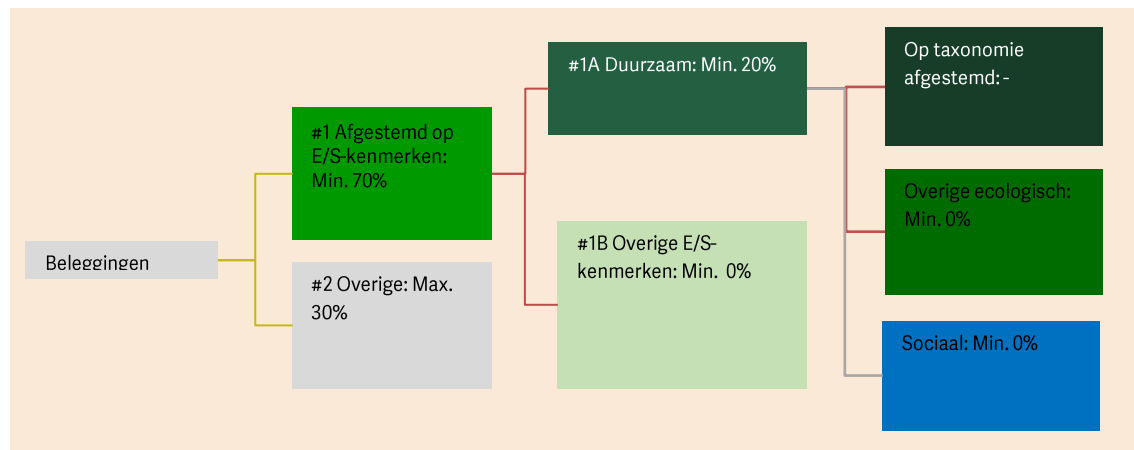 Beleggingen
#1 Afgestemd op
E/S-kenmerken:
Min. 70%
#2 Overige: Max.
30%
#1A Duurzaam: Min. 20%
#1B Overige E/S-
kenmerken: Min. 0%
Op taxonomie
afgestemd: -
Overige ecologisch:
Min. 0%
Sociaal: Min. 0%